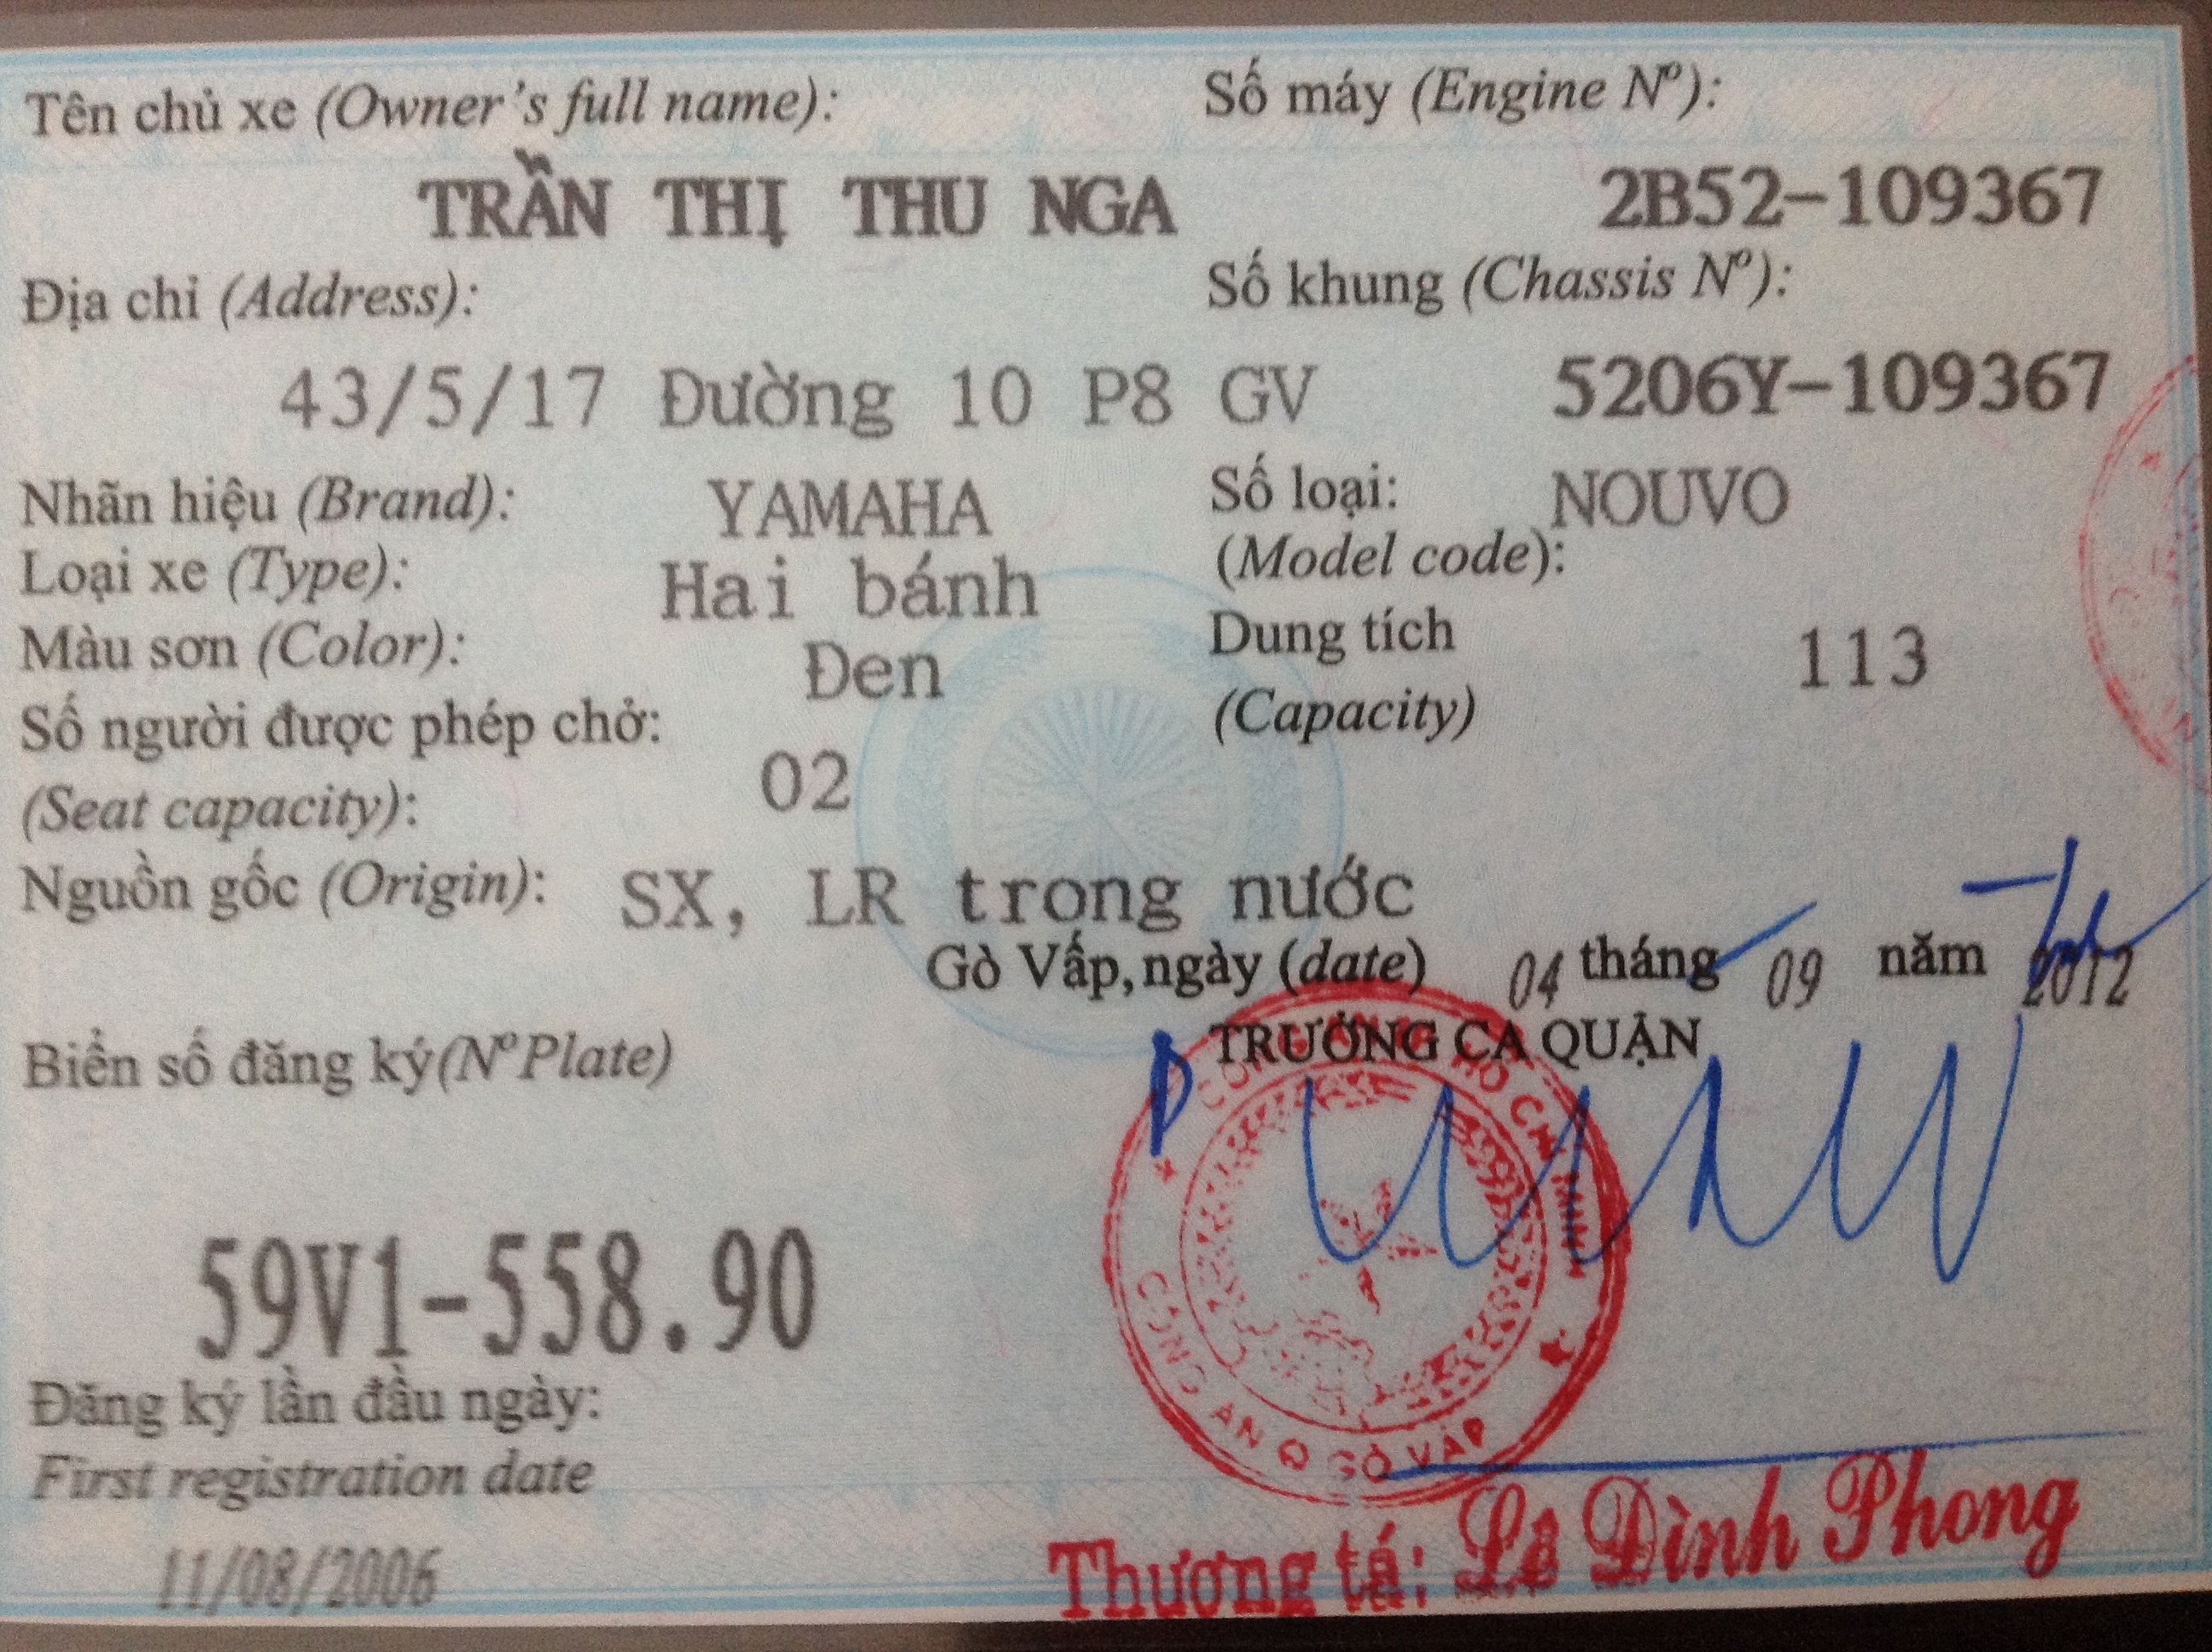 Tên chủ xe (Owner's full name):
TRẦN THỊ THU NGA
Số máy (Engine Nº):
2B52-109367
Địa chỉ (Address):
43/5/17 Đường 10 P8 GV
Số khung (Chassis Nº):
5206Y-109367
Nhãn hiệu (Brand): YAMAHA
Số loại: NOUVO
(Model code):
Loại xe (Type): Hai bánh
Màu sơn (Color): Đen
Dung tích 113
(Capacity)
Số người được phép chở:
(Seat capacity): 02
Nguồn gốc (Origin): SX, LR trong nước
Gò Vấp, ngày (date) 04 tháng 09 năm 2012
TRƯỞNG CA QUẬN
Biển số đăng ký(Nº Plate)
59V1-558.90
CÔNG AN Q GÒ VẤP
Đăng ký lần đầu ngày:
First registration date
11/08/2006
Thượng tá: Lê Đình Phong